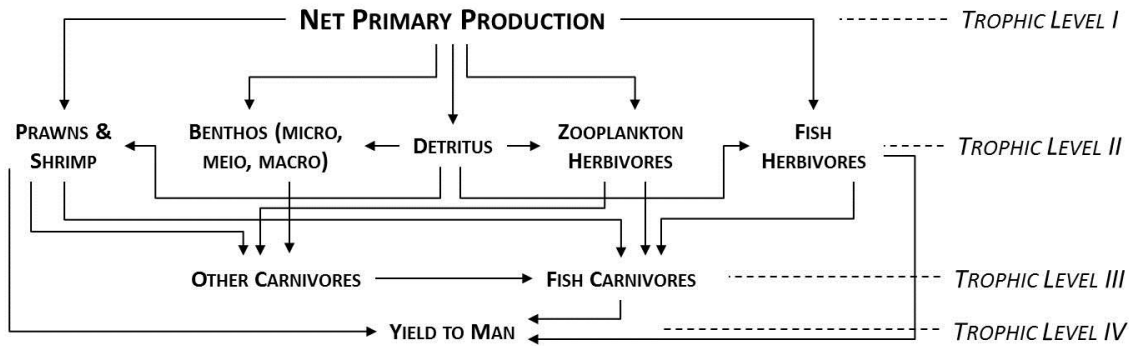 NET PRIMARY PRODUCTION
TROPHIC LEVEL I
PRAWNS &
SHRIMP
BENTHOS (MICRO,
MEIO, MACRO)
DETRITUS
ZOOPLANKTON
HERBIVORES
FISH
HERBIVORES
TROPHIC LEVEL II
OTHER CARNIVORES
FISH CARNIVORES
TROPHIC LEVEL III
YIELD TO MAN
TROPHIC LEVEL IV